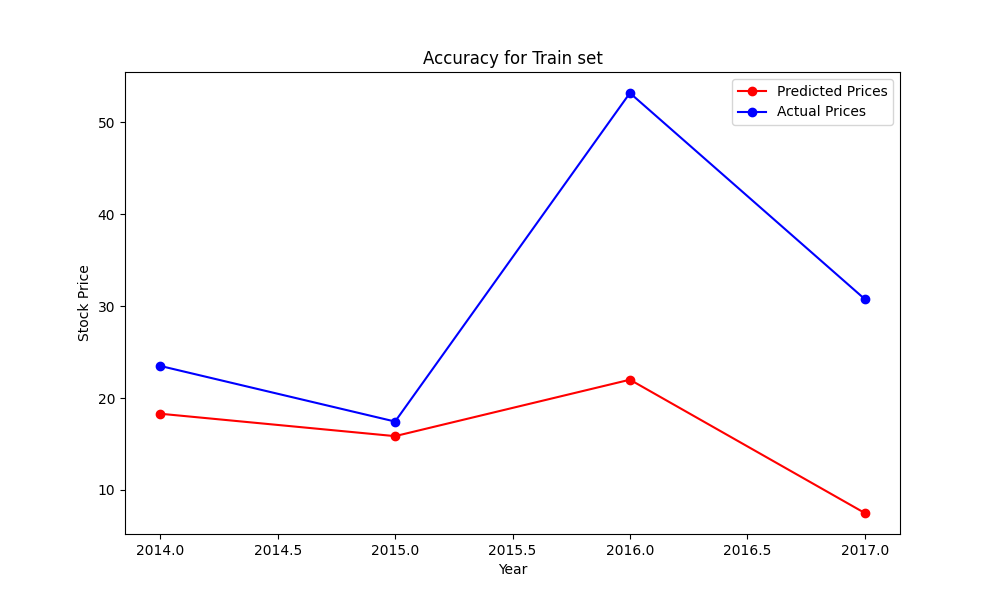 Accuracy for Train set
Predicted Prices
Actual Prices
50
40
30
20
10
Stock Price
2014.0 2014.5 2015.0 2015.5 2016.0 2016.5 2017.0
Year